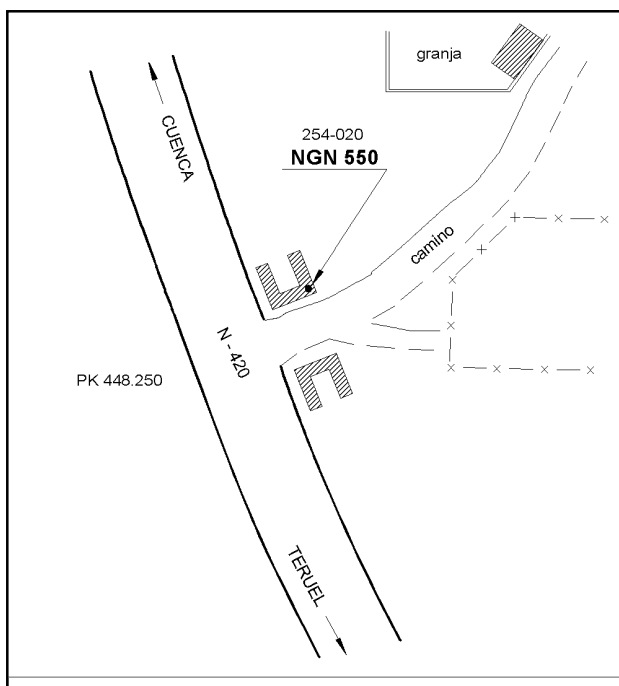 granja
254-020
NGN 550
CUENCA
camino
N - 420
PK 448.250
TERUEL